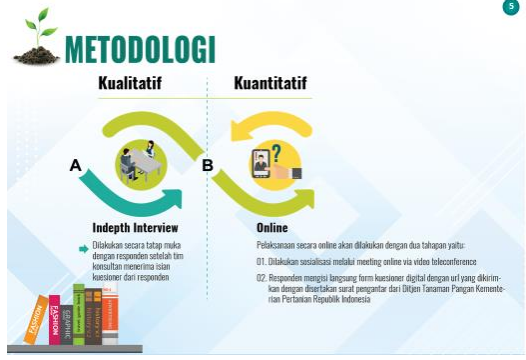 5
METODOLOGI
Kualitatif
Kuantitatif
A
B
?
Indepth Interview
Dilakukan secara tatap muka
dengan responden setelah tim
konsultan menerima isian
kuesioner dari responden
Online
Pelaksanaan secara online akan dilakukan dengan dua tahapan yaitu:
01. Dilakukan sosialisasi melalui meeting online via video teleconference
02. Responden mengisi langsung form kuesioner digital dengan url yang dikirim-
kan dengan disertakan surat pengantar dari Ditjen Tanaman Pangan Kemente-
rian Pertanian Republik Indonesia
FASHION
FASHION
GRAPHIC